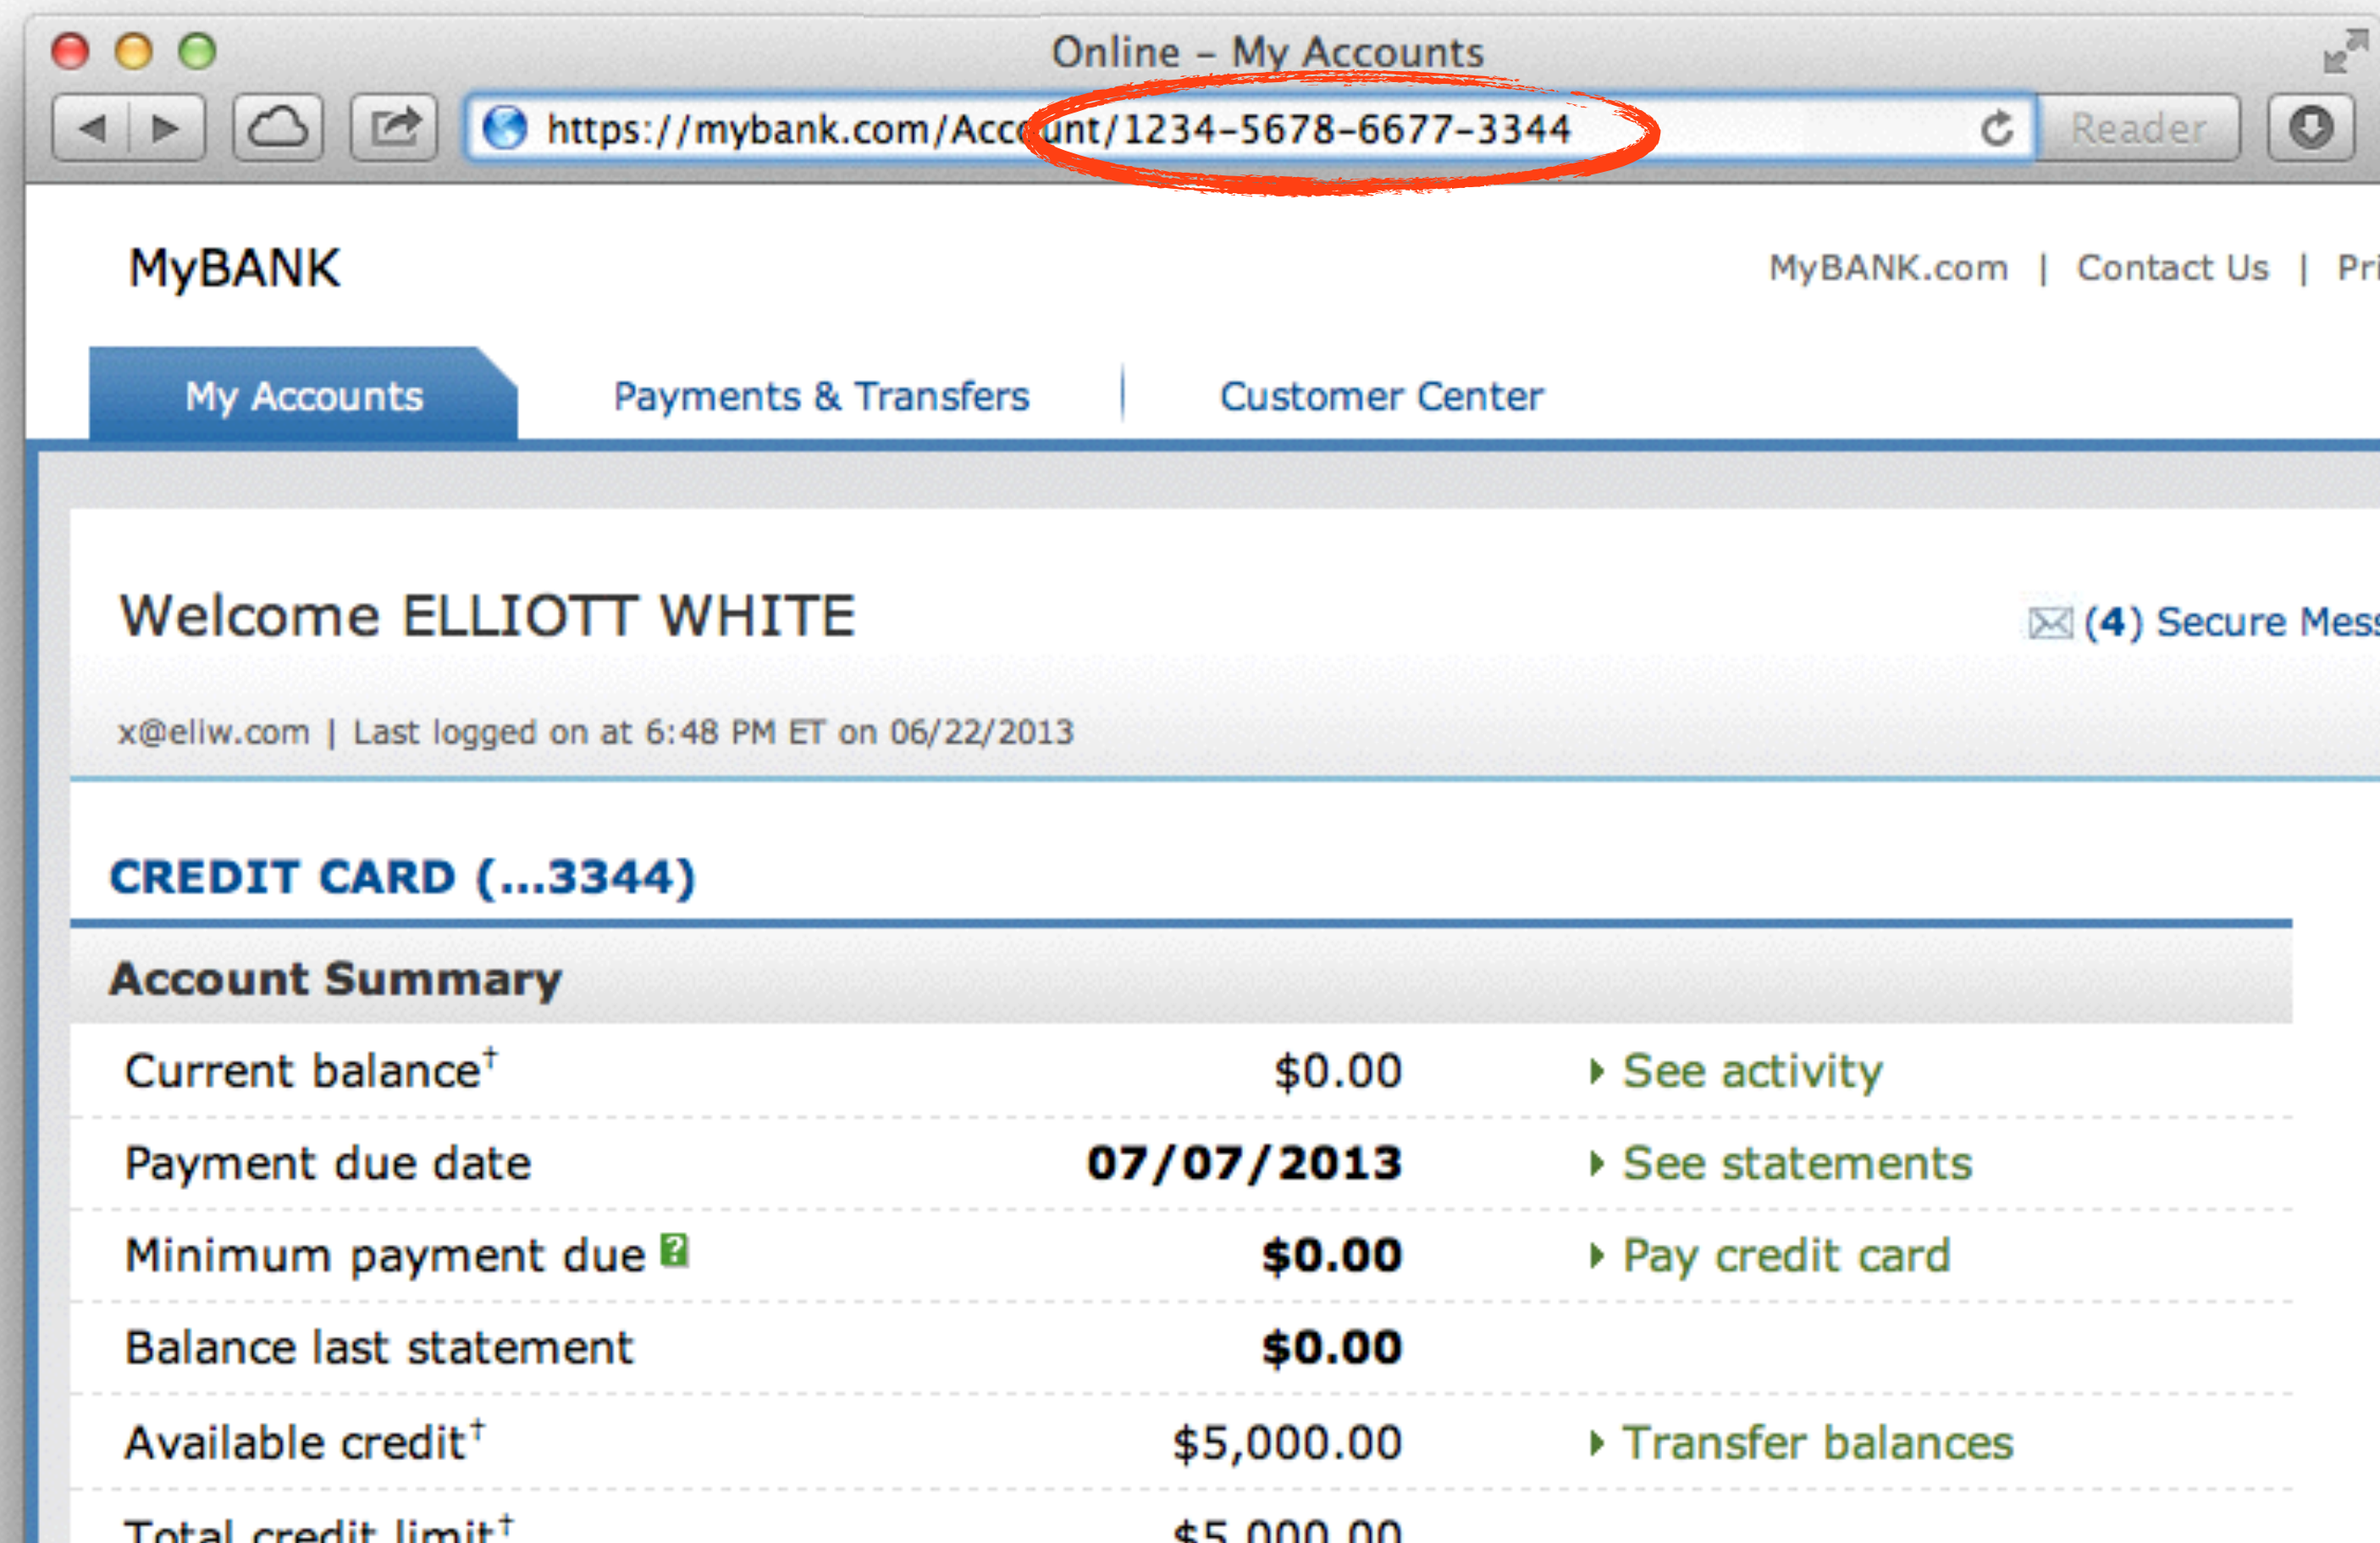 Online – My Accounts
https://mybank.com/Account/1234-5678-6677-3344
Reader
MyBANK
MyBANK.com | Contact Us |
My Accounts Payments & Transfers Customer Center
Welcome ELLIOTT WHITE
(4) Secure
x@eliw.com | Last logged on at 6:48 PM ET on 06/22/2013
CREDIT CARD (...3344)
Account Summary
Current balance† $0.00 See activity
Payment due date 07/07/2013 See statements
Minimum payment due ? $0.00 Pay credit card
Balance last statement $0.00
Available credit† $5,000.00 Transfer balances
Total credit limit† $5,000.00